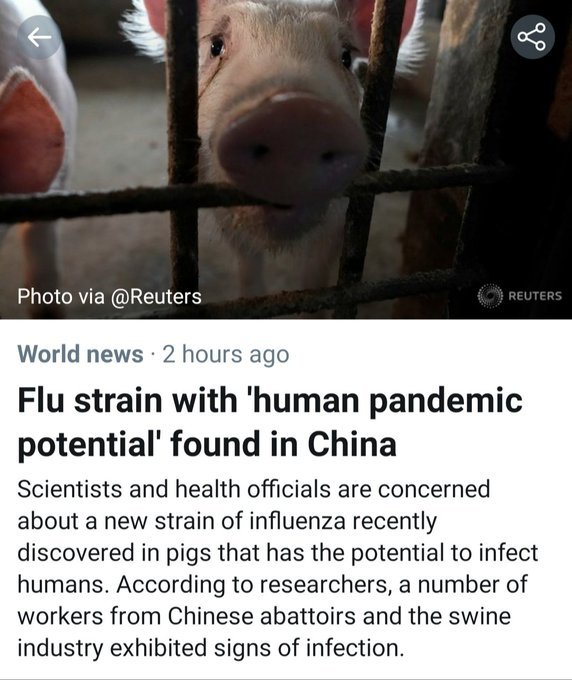 Photo via @Reuters
REUTERS
World news · 2 hours ago
Flu strain with 'human pandemic
potential' found in China
Scientists and health officials are concerned
about a new strain of influenza recently
discovered in pigs that has the potential to infect
humans. According to researchers, a number of
workers from Chinese abattoirs and the swine
industry exhibited signs of infection.